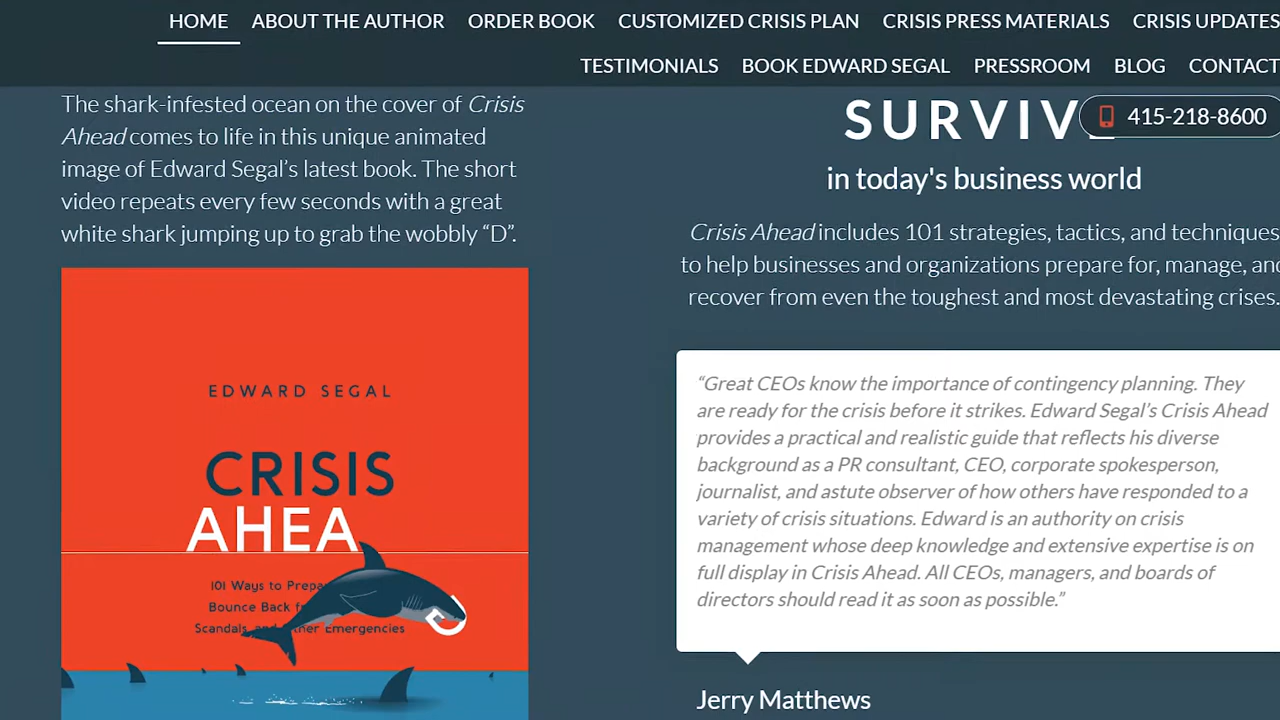 HOME ABOUT THE AUTHOR ORDER BOOK CUSTOMIZED CRISIS PLAN CRISIS PRESS MATERIALS CRISIS UPDATES
TESTIMONIALS BOOK EDWARD SEGAL PRESSROOM BLOG CONTACT
415-218-8600
The shark-infested ocean on the cover of Crisis
Ahead comes to life in this unique animated
image of Edward Segal’s latest book. The short
video repeats every few seconds with a great
white shark jumping up to grab the wobbly “D”.
EDWARD SEGAL
CRISIS
AHEA
101 Ways to
Bounce Back
Scandals, Emergencies
SURVIVE
in today's business world
Crisis Ahead includes 101 strategies, tactics, and techniques
to help businesses and organizations prepare for, manage, and
recover from even the toughest and most devastating crises.
“Great CEOs know the importance of contingency planning. They
are ready for the crisis before it strikes. Edward Segal’s Crisis Ahead
provides a practical and realistic guide that reflects his diverse
background as a PR consultant, CEO, corporate spokesperson,
journalist, and astute observer of how others have responded to a
variety of crisis situations. Edward is an authority on crisis
management whose deep knowledge and extensive expertise is on
full display in Crisis Ahead. All CEOs, managers, and boards of
directors should read it as soon as possible.”
Jerry Matthews